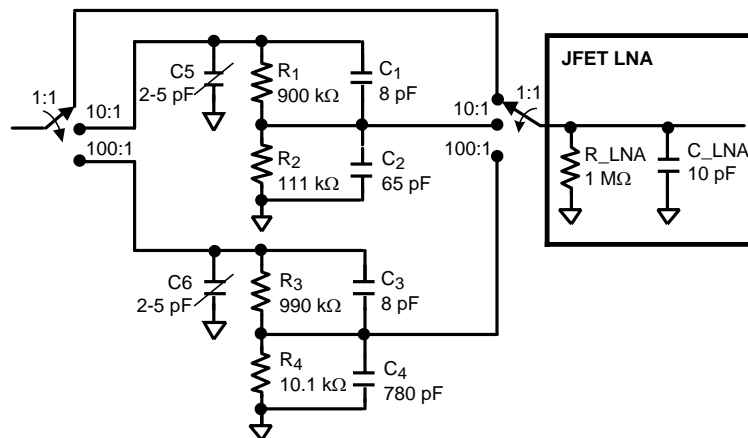 JFET LNA
C5
2-5 pF
R1
900 kΩ
C1
8 pF
1:1
10:1
100:1
R2
111 kΩ
C2
65 pF
1:1
10:1
100:1
R_LNA
1 MΩ
C_LNA
10 pF
C6
2-5 pF
R3
990 kΩ
C3
8 pF
R4
10.1 kΩ
C4
780 pF